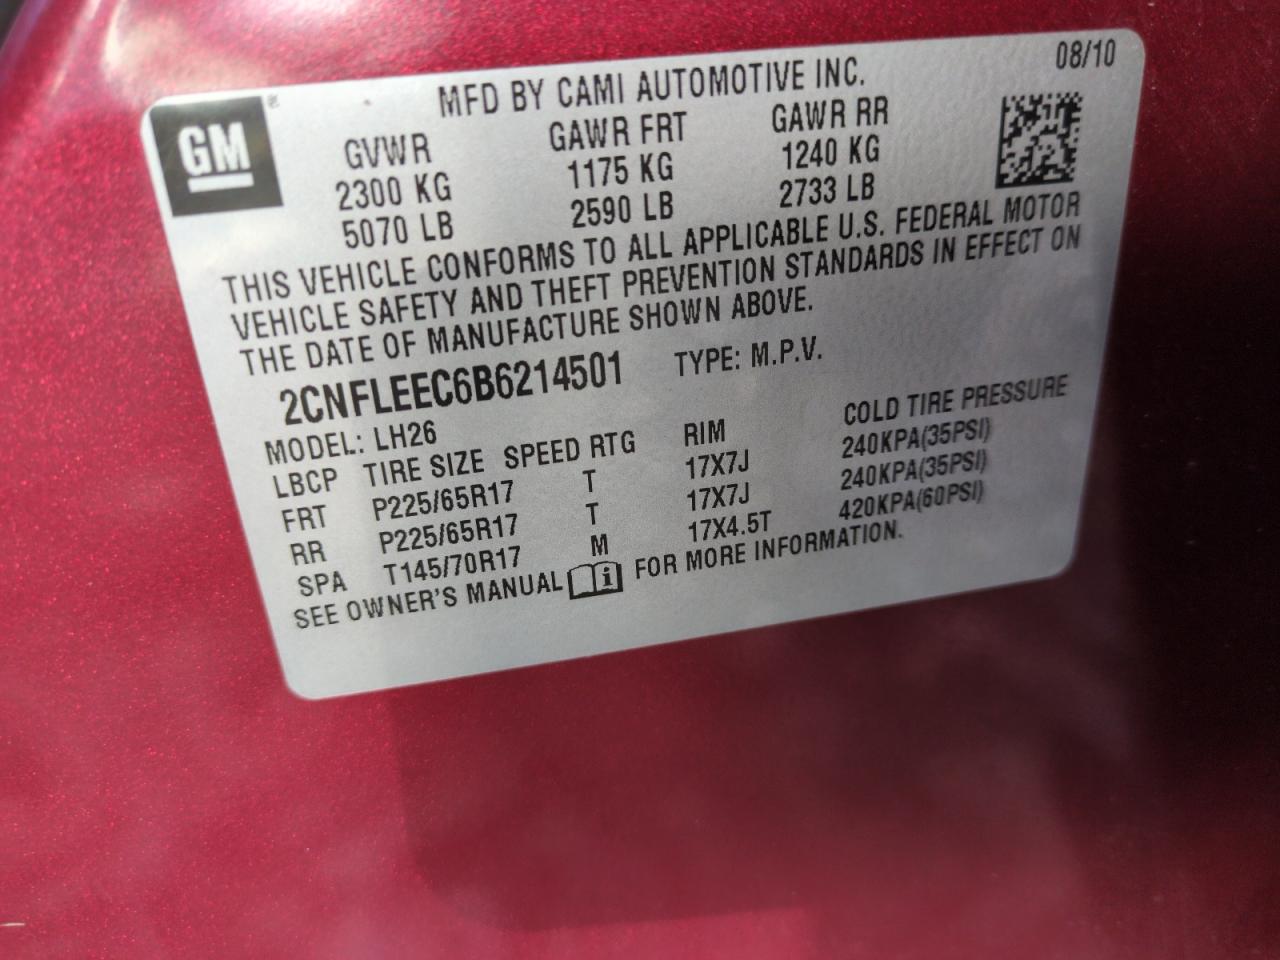 08/10
GM ®
MFD BY CAMI AUTOMOTIVE INC.
GVWR GAWR FRT GAWR RR
2300 KG 1175 KG 1240 KG
5070 LB 2590 LB 2733 LB
THIS VEHICLE CONFORMS TO ALL APPLICABLE U.S. FEDERAL MOTOR
VEHICLE SAFETY AND THEFT PREVENTION STANDARDS IN EFFECT ON
THE DATE OF MANUFACTURE SHOWN ABOVE.
2CNFLEEC6B6214501 TYPE: M.P.V.
MODEL: LH26
LBCP TIRE SIZE SPEED RTG RIM COLD TIRE PRESSURE
FRT P225/65R17 T 17X7J 240KPA(35PSI)
RR P225/65R17 T 17X7J 240KPA(35PSI)
SPA T145/70R17 M 17X4.5T 420KPA(60PSI)
SEE OWNER'S MANUAL i FOR MORE INFORMATION.